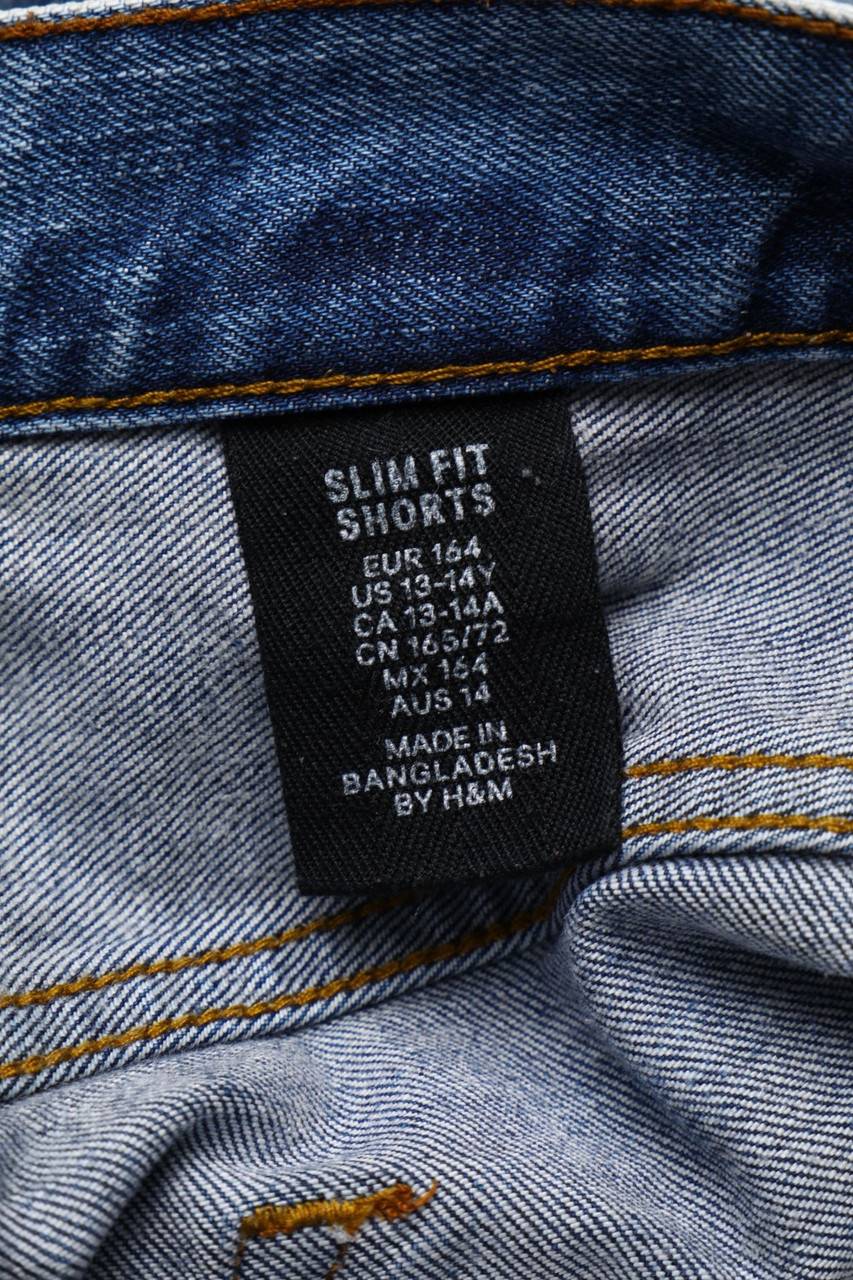 SLIM FIT
SHORTS
EUR 164
US 13-14Y
CA 13-14A
CN 165/72
MX 164
AUS 14
MADE IN
BANGLADESH
BY H&M